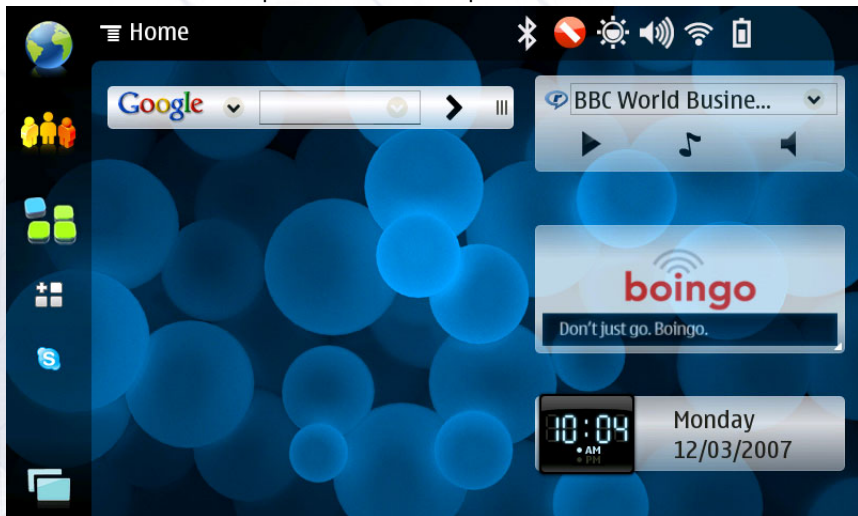 Home
Google
BBC World Busine...
boingo
Don't just go. Boingo.
10:04
AM
PM
Monday
12/03/2007
S